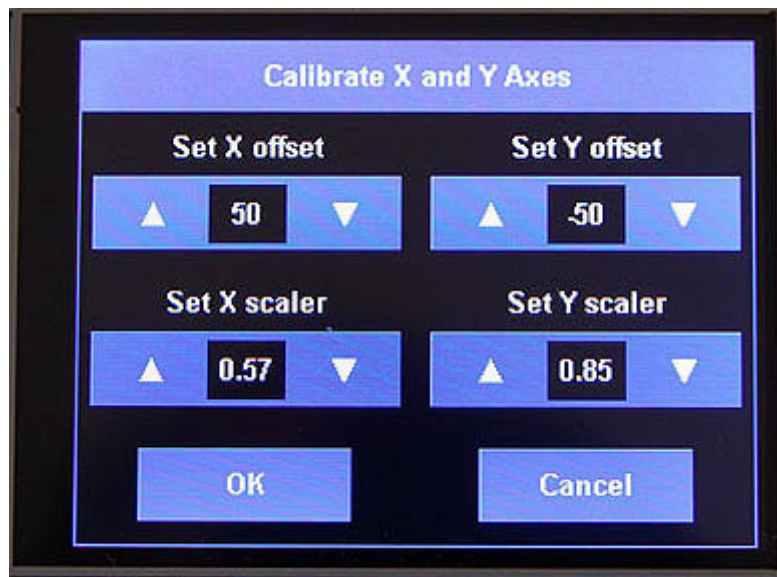 Calibrate X and Y Axes
Set X offset
Set Y offset
50
-50
Set X scaler
Set Y scaler
0.57
0.85
OK
Cancel